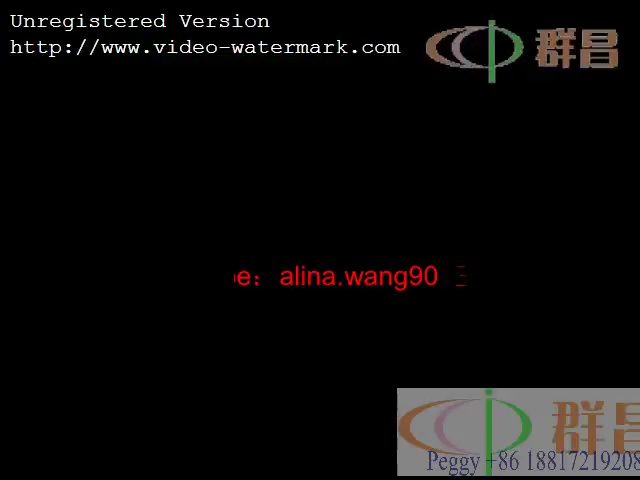 Unregistered Version
http://www.video-watermark.com
群昌
alina.wang90
群昌
Peggy +86 18817219208